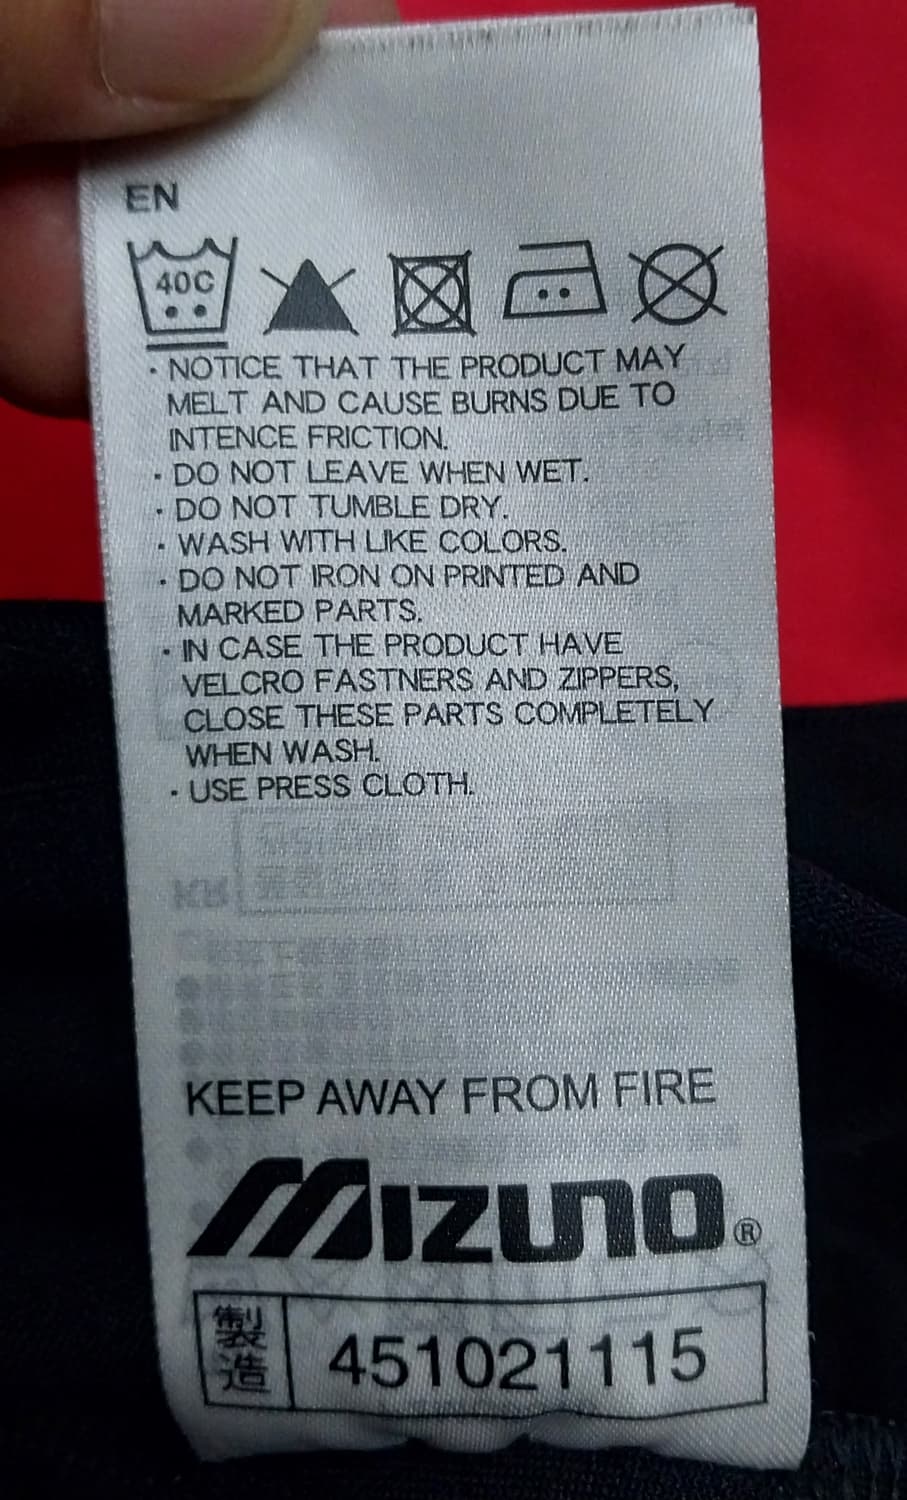 EN
40C
· NOTICE THAT THE PRODUCT MAY
MELT AND CAUSE BURNS DUE TO
INTENCE FRICTION.
· DO NOT LEAVE WHEN WET.
· DO NOT TUMBLE DRY.
· WASH WITH LIKE COLORS.
· DO NOT IRON ON PRINTED AND
MARKED PARTS.
· IN CASE THE PRODUCT HAVE
VELCRO FASTNERS AND ZIPPERS,
CLOSE THESE PARTS COMPLETELY
WHEN WASH.
· USE PRESS CLOTH.
KEEP AWAY FROM FIRE
MIZUNO®
製造 451021115